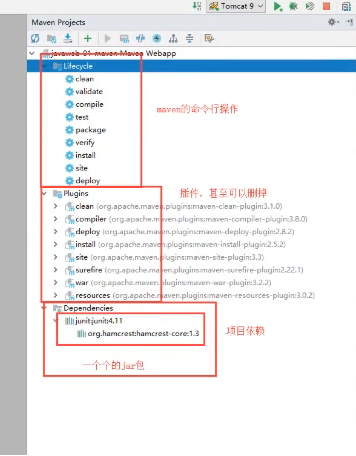 Tomcat 9
Maven Projects
javaweb-01-maven Maven Webapp
Lifecycle
clean
validate
compile
test
package
verify
install
site
deploy
maven的命令行操作
Plugins
插件，甚至可以删掉
clean (org.apache.maven.plugins:maven-clean-plugin:3.1.0)
compiler (org.apache.maven.plugins:maven-compiler-plugin:3.8.0)
deploy (org.apache.maven.plugins:maven-deploy-plugin:2.8.2)
install (org.apache.maven.plugins:maven-install-plugin:2.5.2)
site (org.apache.maven.plugins:maven-site-plugin:3.3)
surefire (org.apache.maven.plugins:maven-surefire-plugin:2.22.1)
war (org.apache.maven.plugins:maven-war-plugin:3.2.2)
resources (org.apache.maven.plugins:maven-resources-plugin:3.0.2)
Dependencies
junit:junit:4.11
org.hamcrest:hamcrest-core:1.3
项目依赖
一个个的jar包